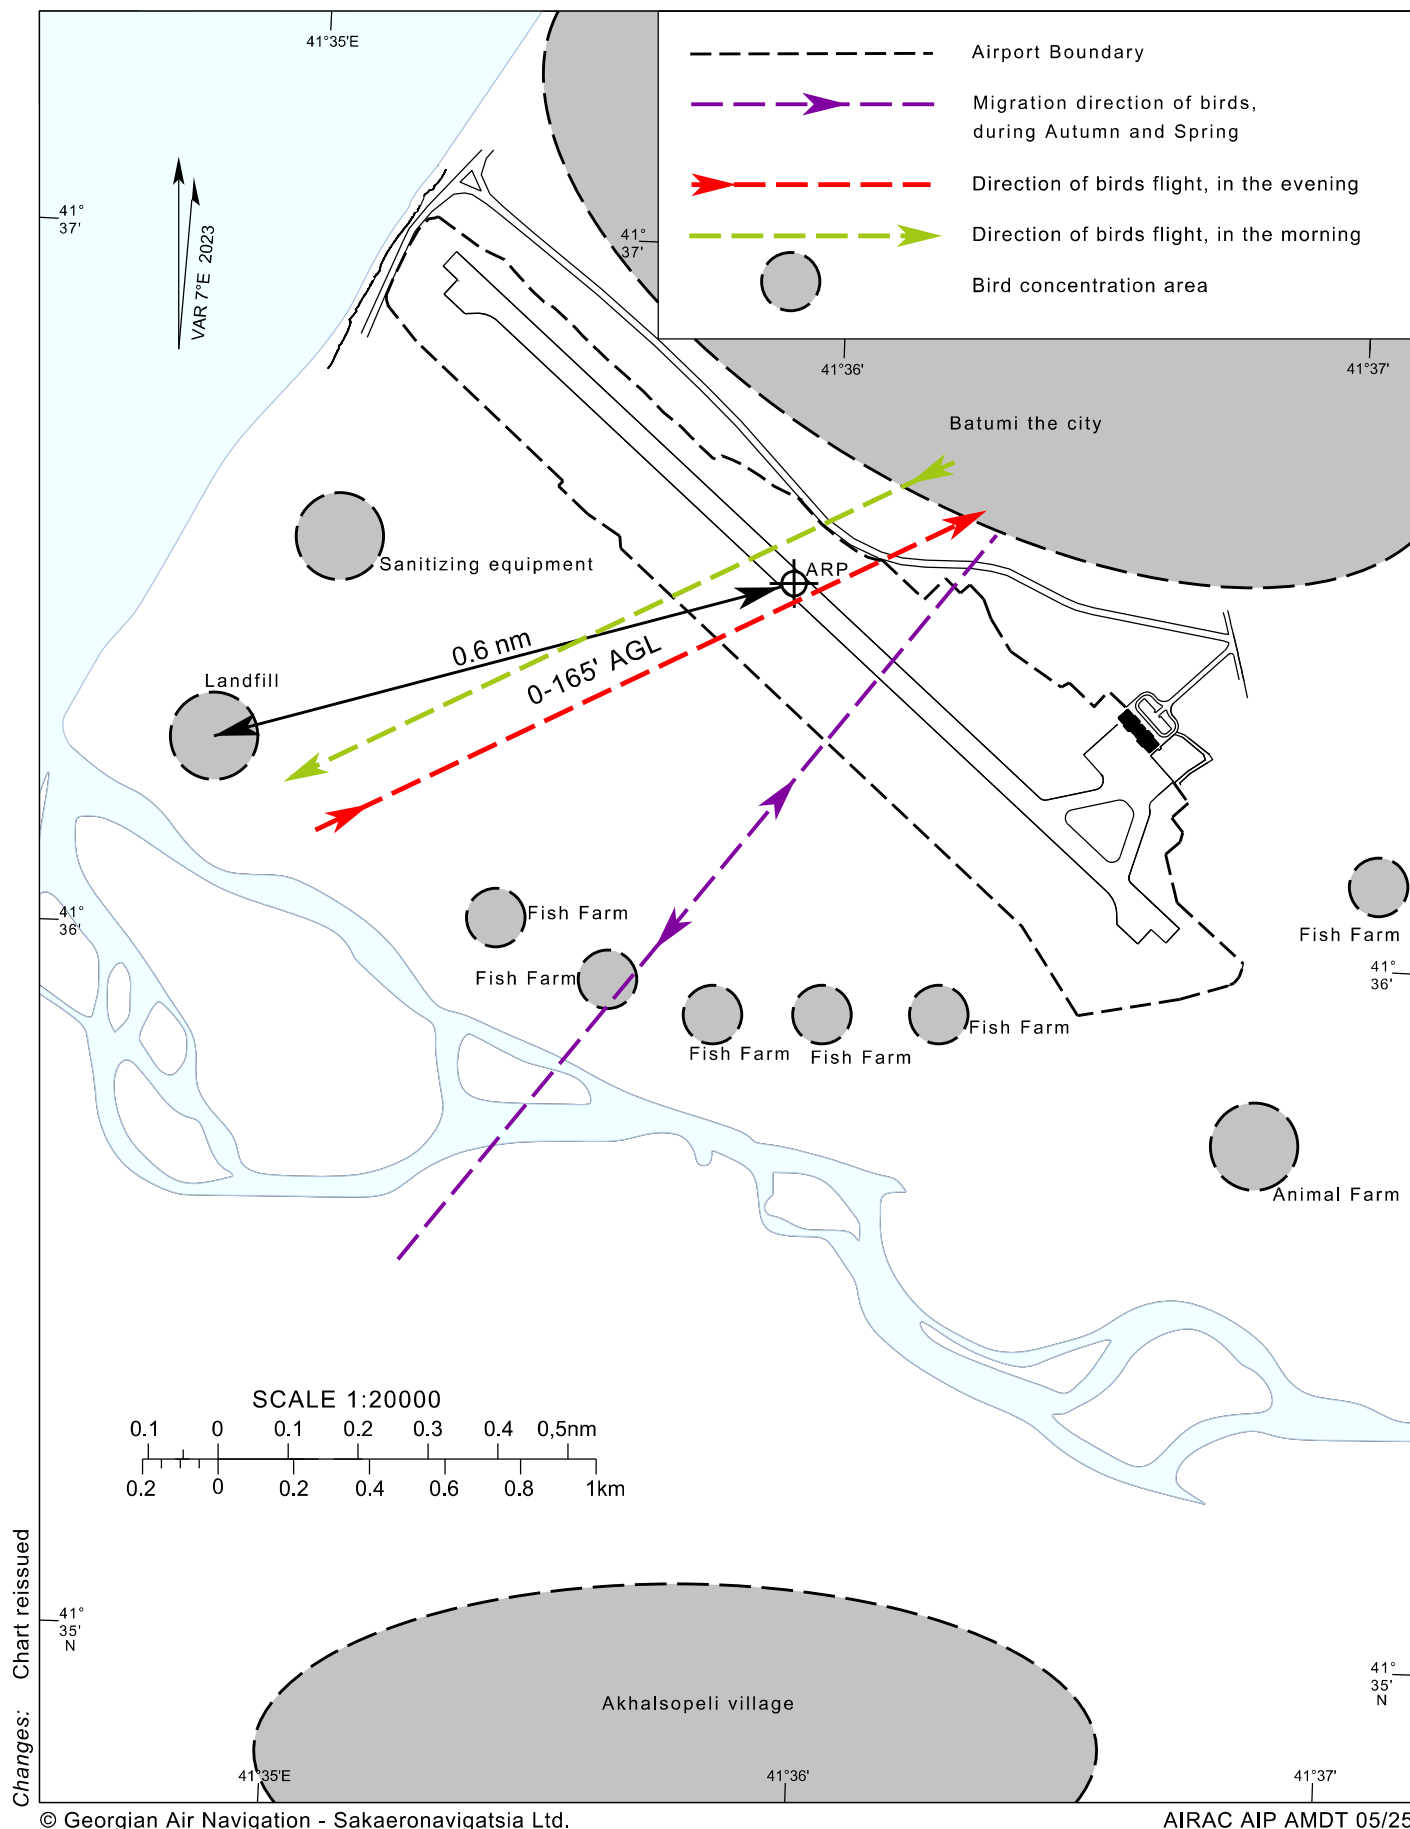 41°35'E
Airport Boundary
Migration direction of birds,
during Autumn and Spring
Direction of birds flight, in the evening
Direction of birds flight, in the morning
Bird concentration area
41°
37'
41°
37'
VAR 7°E 2023
41°36'
41°37'
Batumi the city
Sanitizing equipment
ARP
0.6 nm
0-165' AGL
Landfill
Fish Farm
41°
36'
Fish Farm
Fish Farm
41°
36'
Fish Farm
Fish Farm
Fish Farm
Animal Farm
SCALE 1:20000
0.1 0 0.1 0.2 0.3 0.4 0,5nm
0.2 0 0.2 0.4 0.6 0.8 1km
41°
35'
N
41°
35'
N
Akhalsopeli village
41°35'E
41°36'
41°37'
Changes: Chart reissued
© Georgian Air Navigation - Sakaeronavigatsia Ltd.
AIRAC AIP AMDT 05/25